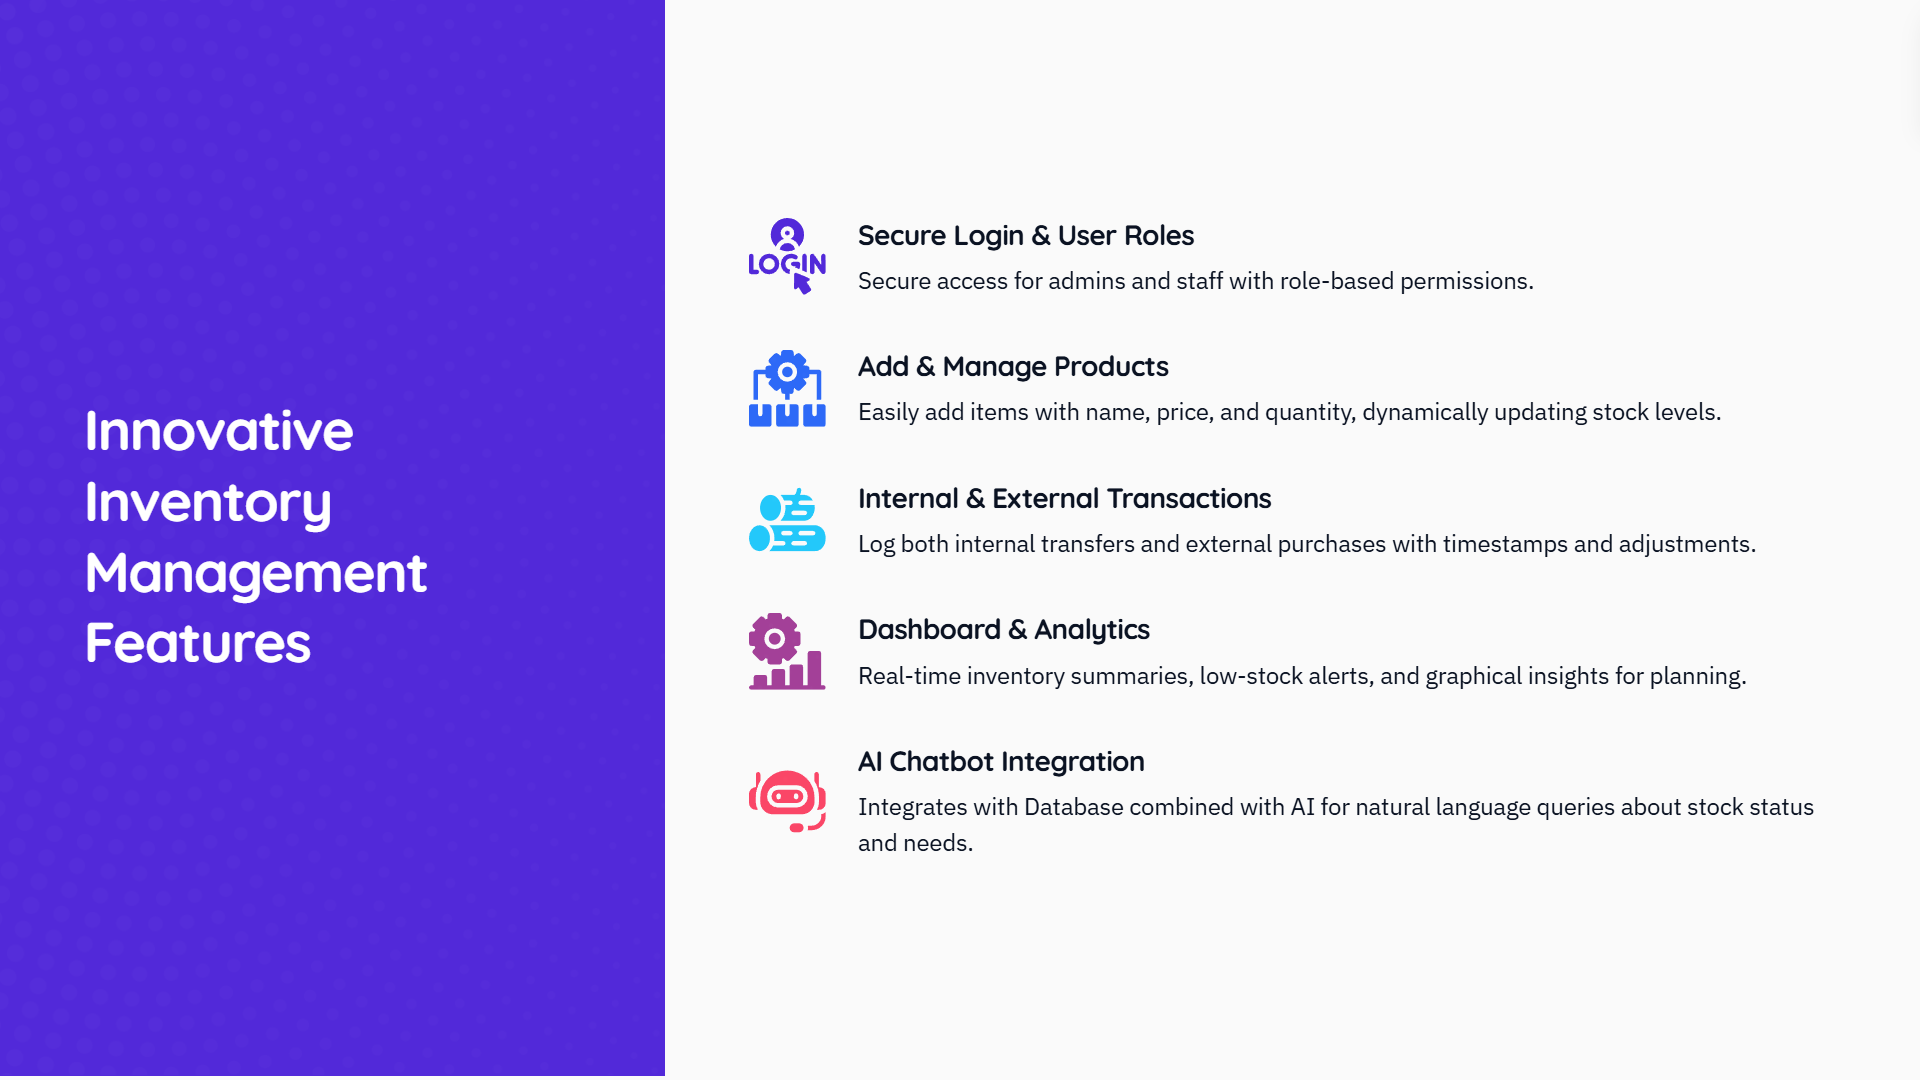 Innovative
Inventory
Management
Features
LOGIN
Secure Login & User Roles
Secure access for admins and staff with role-based permissions.
Add & Manage Products
Easily add items with name, price, and quantity, dynamically updating stock levels.
Internal & External Transactions
Log both internal transfers and external purchases with timestamps and adjustments.
Dashboard & Analytics
Real-time inventory summaries, low-stock alerts, and graphical insights for planning.
AI Chatbot Integration
Integrates with Database combined with AI for natural language queries about stock status
and needs.